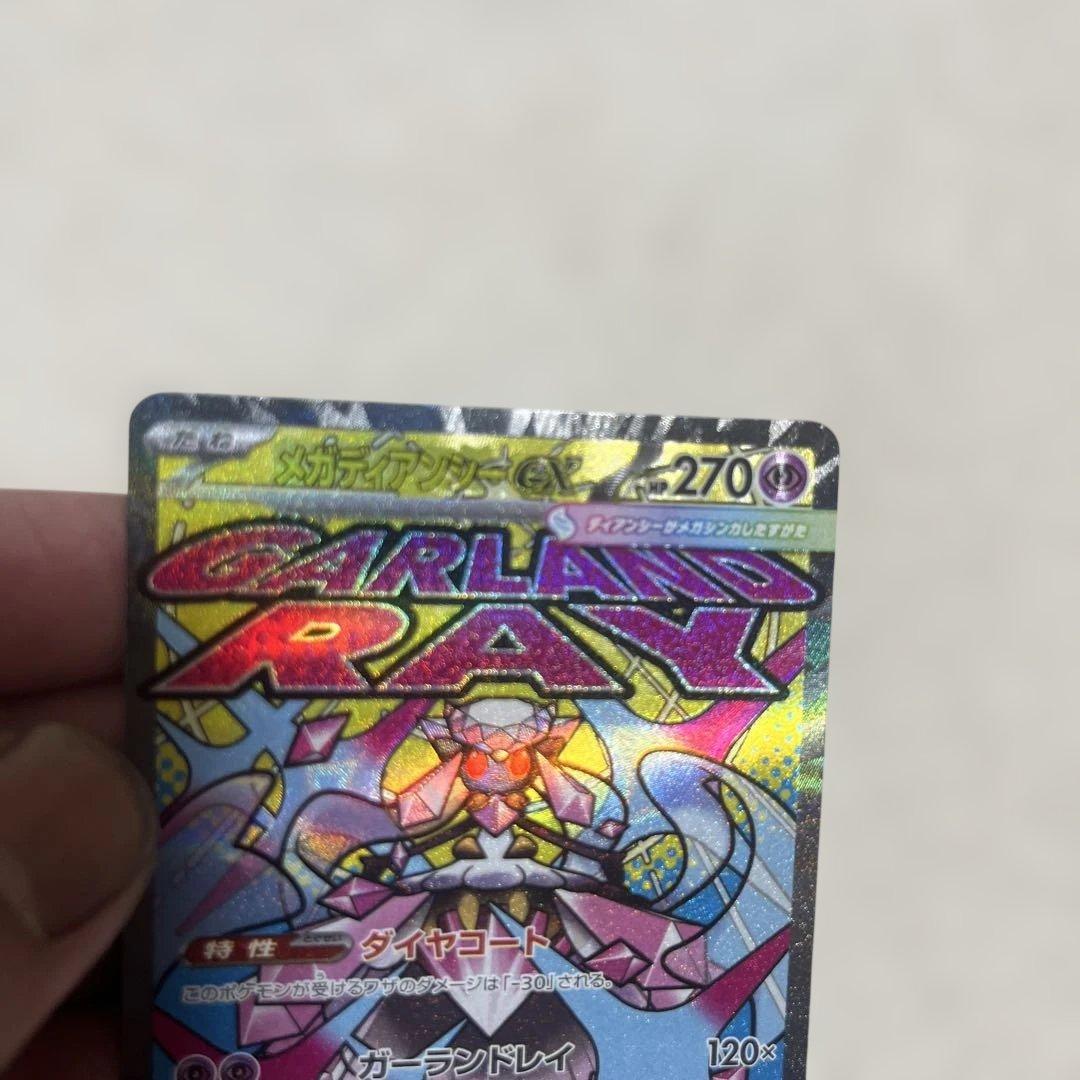 たね
メガディアンシーex
HP270
ディアンシーがメガシンカしたすがた
GARLAND
RAY
特性
ダイヤコート
このポケモンが受けるワザのダメージは「-30」される。
ガーランドレイ 120×